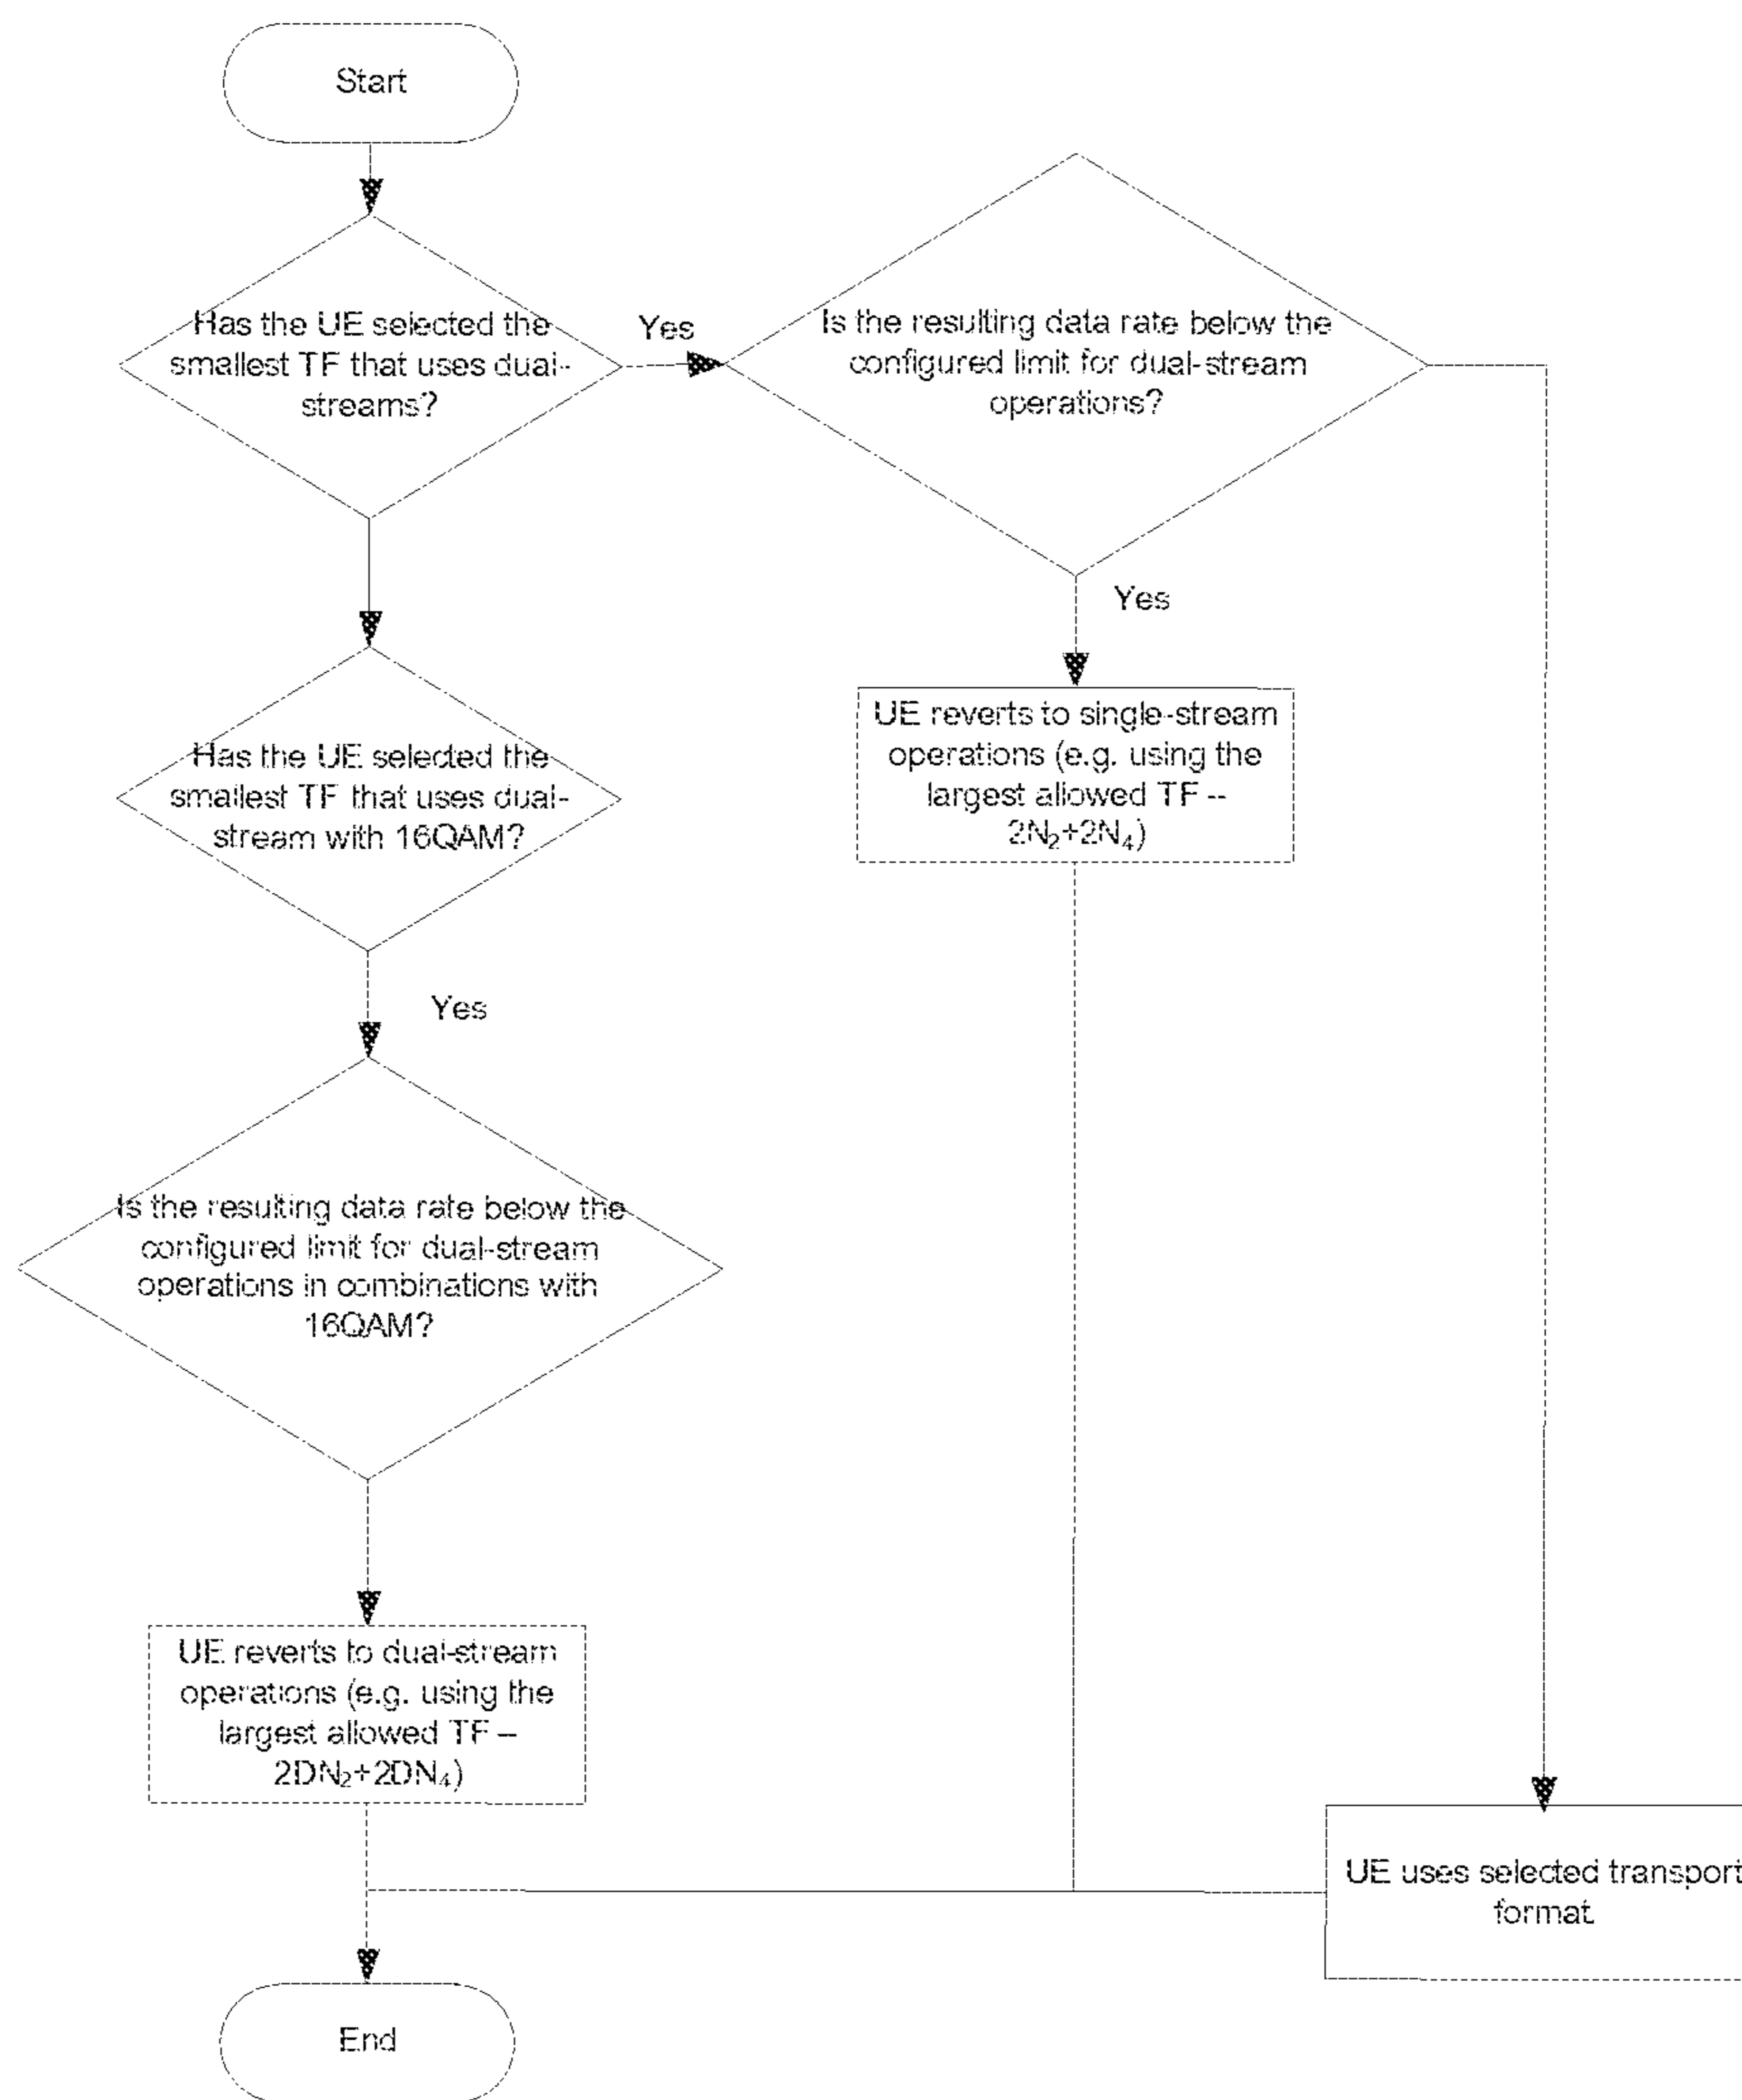 Start
Has the UE selected the
smallest TF that uses dual-
streams?
Yes
Is the resulting data rate below the
configured limit for dual-stream
operations?
Yes
UE reverts to single-stream
operations (e.g. using the
largest allowed TF --
2N₂+2N₄)
Has the UE selected the
smallest TF that uses dual-
stream with 16QAM?
Yes
Is the resulting data rate below the
configured limit for dual-stream
operations in combinations with
16QAM?
UE reverts to dual-stream
operations (e.g. using the
largest allowed TF –
2DN₂+2DN₄)
UE uses selected transport
format.
End